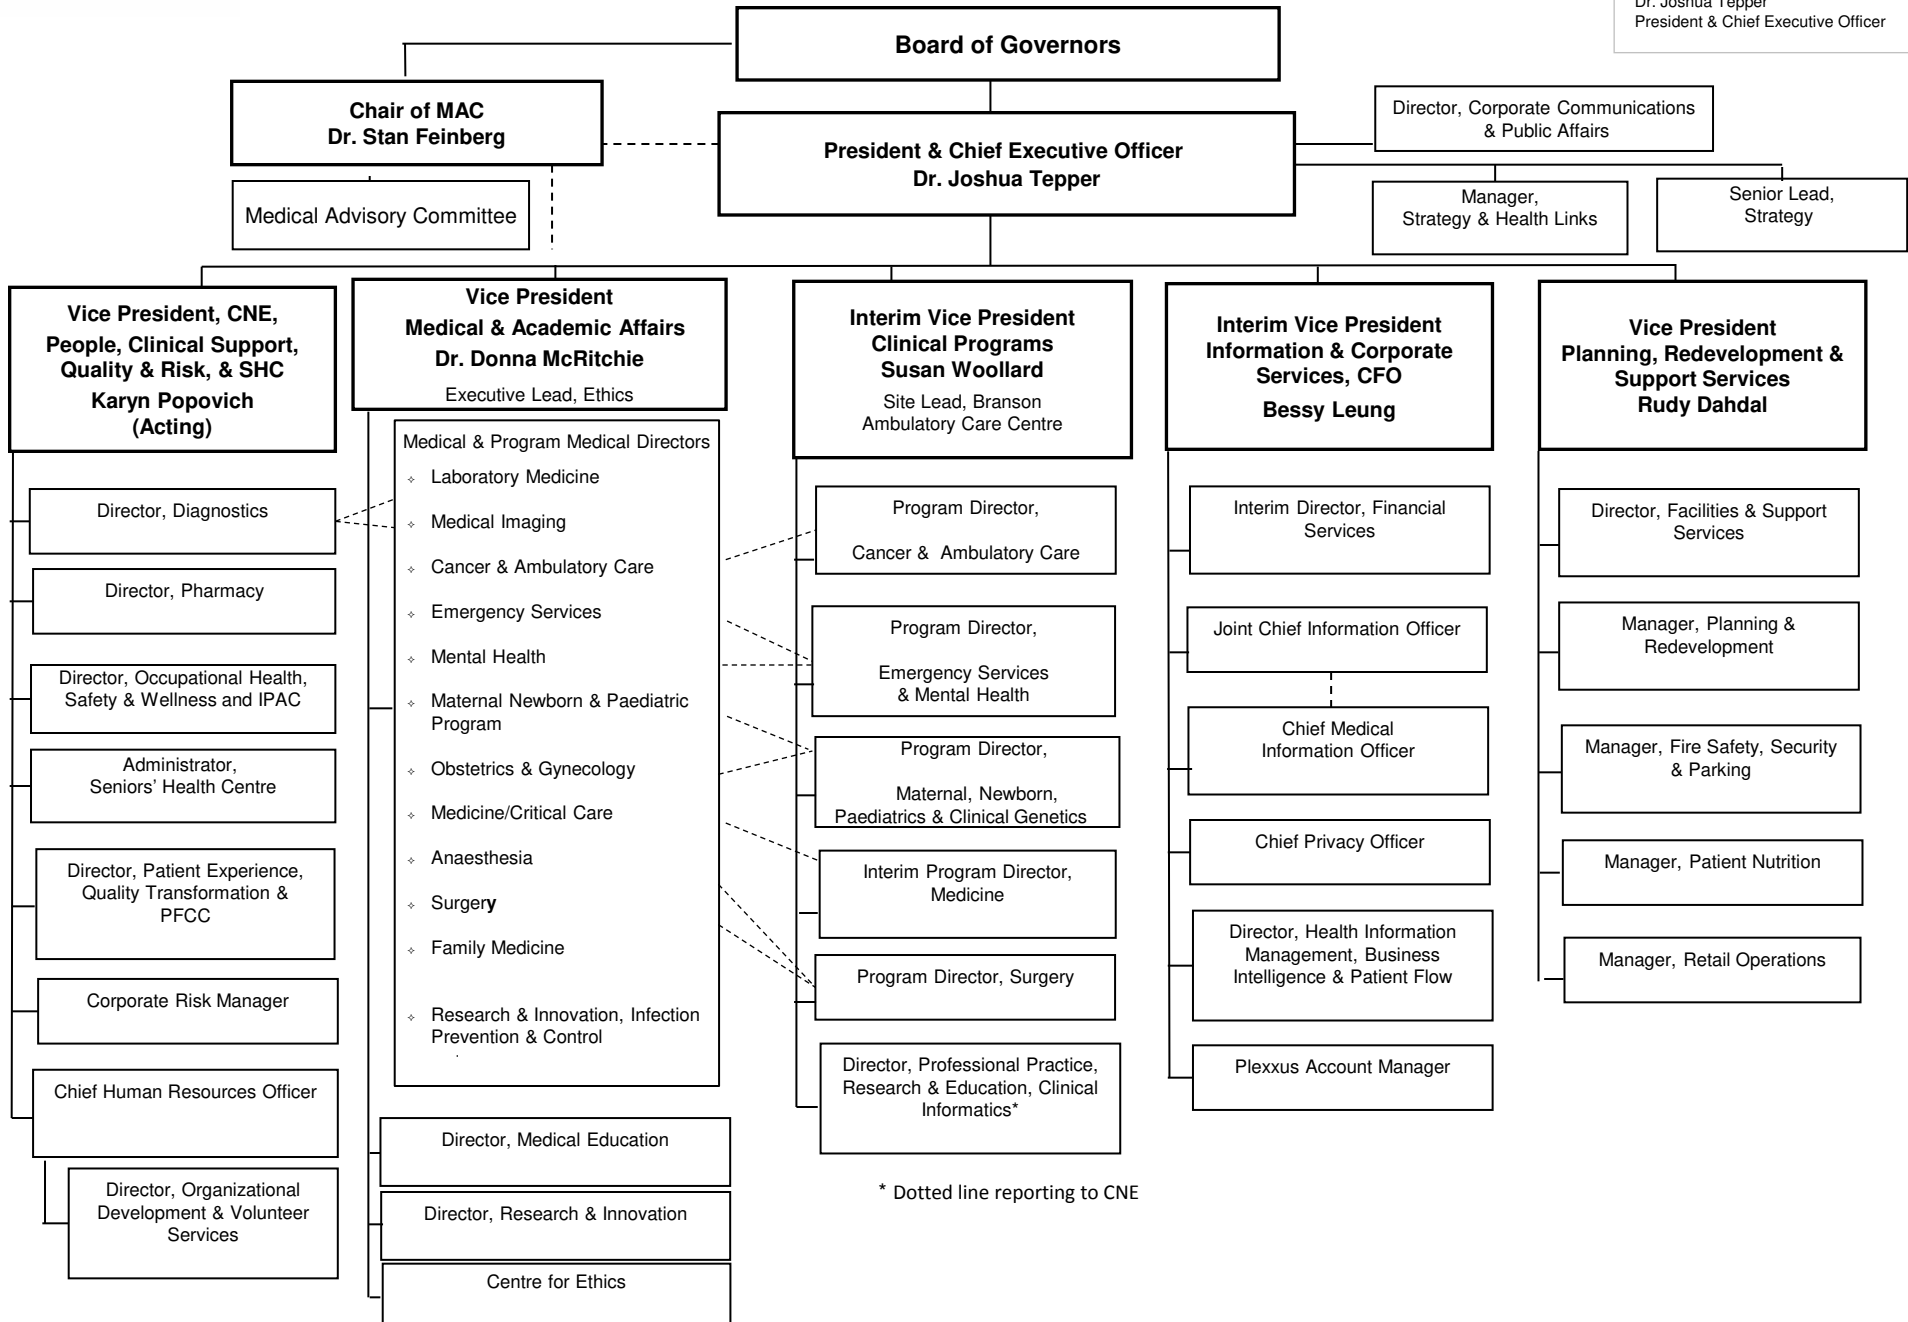 Dr. Joshua Tepper
President & Chief Executive Officer
Board of Governors
Chair of MAC
Dr. Stan Feinberg
President & Chief Executive Officer
Dr. Joshua Tepper
Director, Corporate Communications
& Public Affairs
Medical Advisory Committee
Manager,
Strategy & Health Links
Senior Lead,
Strategy
Vice President, CNE,
People, Clinical Support,
Quality & Risk, & SHC
Karyn Popovich
(Acting)
Director, Diagnostics
Director, Pharmacy
Director, Occupational Health,
Safety & Wellness and IPAC
Administrator,
Seniors’ Health Centre
Director, Patient Experience,
Quality Transformation &
PFCC
Corporate Risk Manager
Chief Human Resources Officer
Director, Organizational
Development & Volunteer
Services
Vice President
Medical & Academic Affairs
Dr. Donna McRitchie
Executive Lead, Ethics
Medical & Program Medical Directors
Laboratory Medicine
Medical Imaging
Cancer & Ambulatory Care
Emergency Services
Mental Health
Maternal Newborn & Paediatric
Program
Obstetrics & Gynecology
Medicine/Critical Care
Anaesthesia
Surgery
Family Medicine
Research & Innovation, Infection
Prevention & Control
Director, Medical Education
Director, Research & Innovation
Centre for Ethics
Interim Vice President
Clinical Programs
Susan Woollard
Site Lead, Branson
Ambulatory Care Centre
Program Director,
Cancer & Ambulatory Care
Program Director,
Emergency Services
& Mental Health
Program Director,
Maternal, Newborn,
Paediatrics & Clinical Genetics
Interim Program Director,
Medicine
Program Director, Surgery
Director, Professional Practice,
Research & Education, Clinical
Informatics*
* Dotted line reporting to CNE
Interim Vice President
Information & Corporate
Services, CFO
Bessy Leung
Interim Director, Financial
Services
Joint Chief Information Officer
Chief Medical
Information Officer
Chief Privacy Officer
Director, Health Information
Management, Business
Intelligence & Patient Flow
Plexxus Account Manager
Vice President
Planning, Redevelopment &
Support Services
Rudy Dahdal
Director, Facilities & Support
Services
Manager, Planning &
Redevelopment
Manager, Fire Safety, Security
& Parking
Manager, Patient Nutrition
Manager, Retail Operations